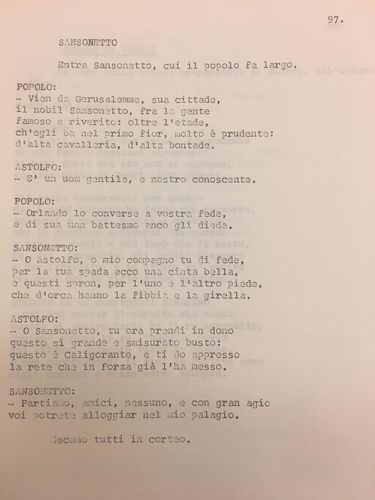 97.
SANSONETTO
Entra Sansonetto, cui il popolo fa largo.
POPOLO:
- Vien da Gerusalemme, sua cittade,
il nobil Sansonetto, fra la gente
famoso e riverito: oltre l'etade,
ch'egli ha nel primo fior, molto è prudente:
d'alta cavalleria, d'alta bontade.
ASTOLFO:
- E' un uom gentile, e nostro conoscente.
POPOLO:
- Orlando lo converse a vostra fede,
e di sua man battesmo anco gli diede.
SANSONETTO:
- O Astolfo, o mio compagno tu di fede,
per la tua spada ecco una cinta bella,
e questi spron, per l'uno e l'altro piede,
che d'orca hanno la fibbia e la girella.
ASTOLFO:
- O Sansonetto, tu ora prendi in dono
questo sì grande e smisurato busto:
questo è Caligorante, e ti do appresso
la rete che in forza già l'ha messo.
SANSONETTO:
- Partiamo, amici, nessuno, e con gran agio
voi potrete alloggiar nel mio palagio.
Escono tutti in corteo.